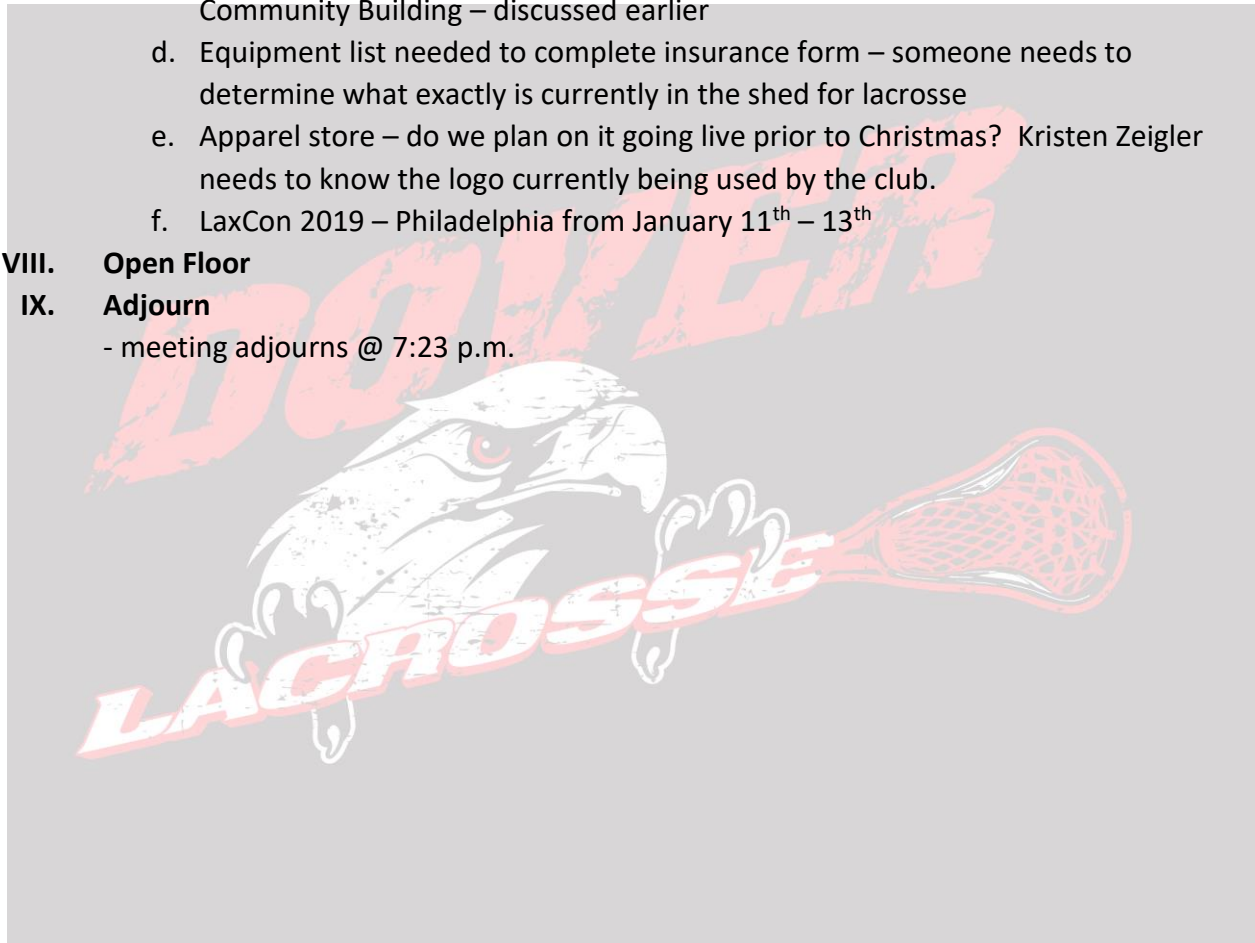 Community Building – discussed earlier
d. Equipment list needed to complete insurance form – someone needs to
determine what exactly is currently in the shed for lacrosse
e. Apparel store – do we plan on it going live prior to Christmas?  Kristen Zeigler
needs to know the logo currently being used by the club.
f. LaxCon 2019 – Philadelphia from January 11th – 13th
VIII. Open Floor
IX. Adjourn
- meeting adjourns @ 7:23 p.m.
DOVER
LACROSSE